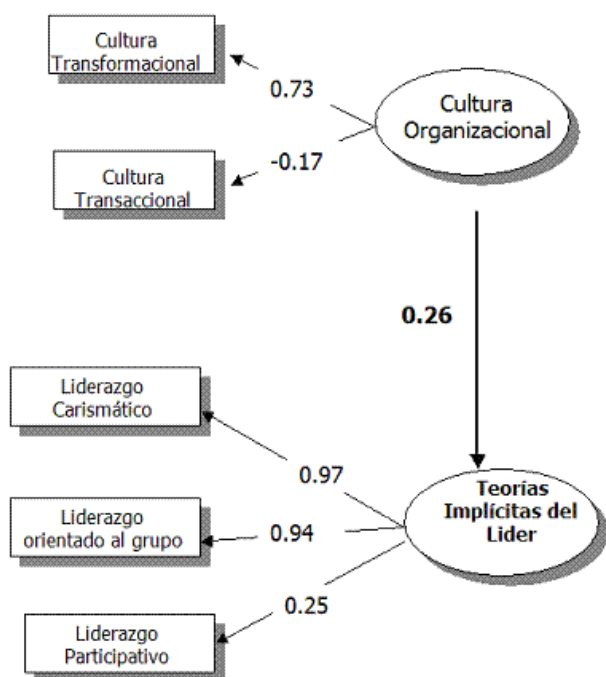 Cultura
Transformacional
0.73
Cultura
Organizacional
-0.17
Cultura
Transaccional
0.26
Liderazgo
Carismático
0.97
Teorías
Implícitas del
Lider
Liderazgo
orientado al grupo
0.94
0.25
Liderazgo
Participativo